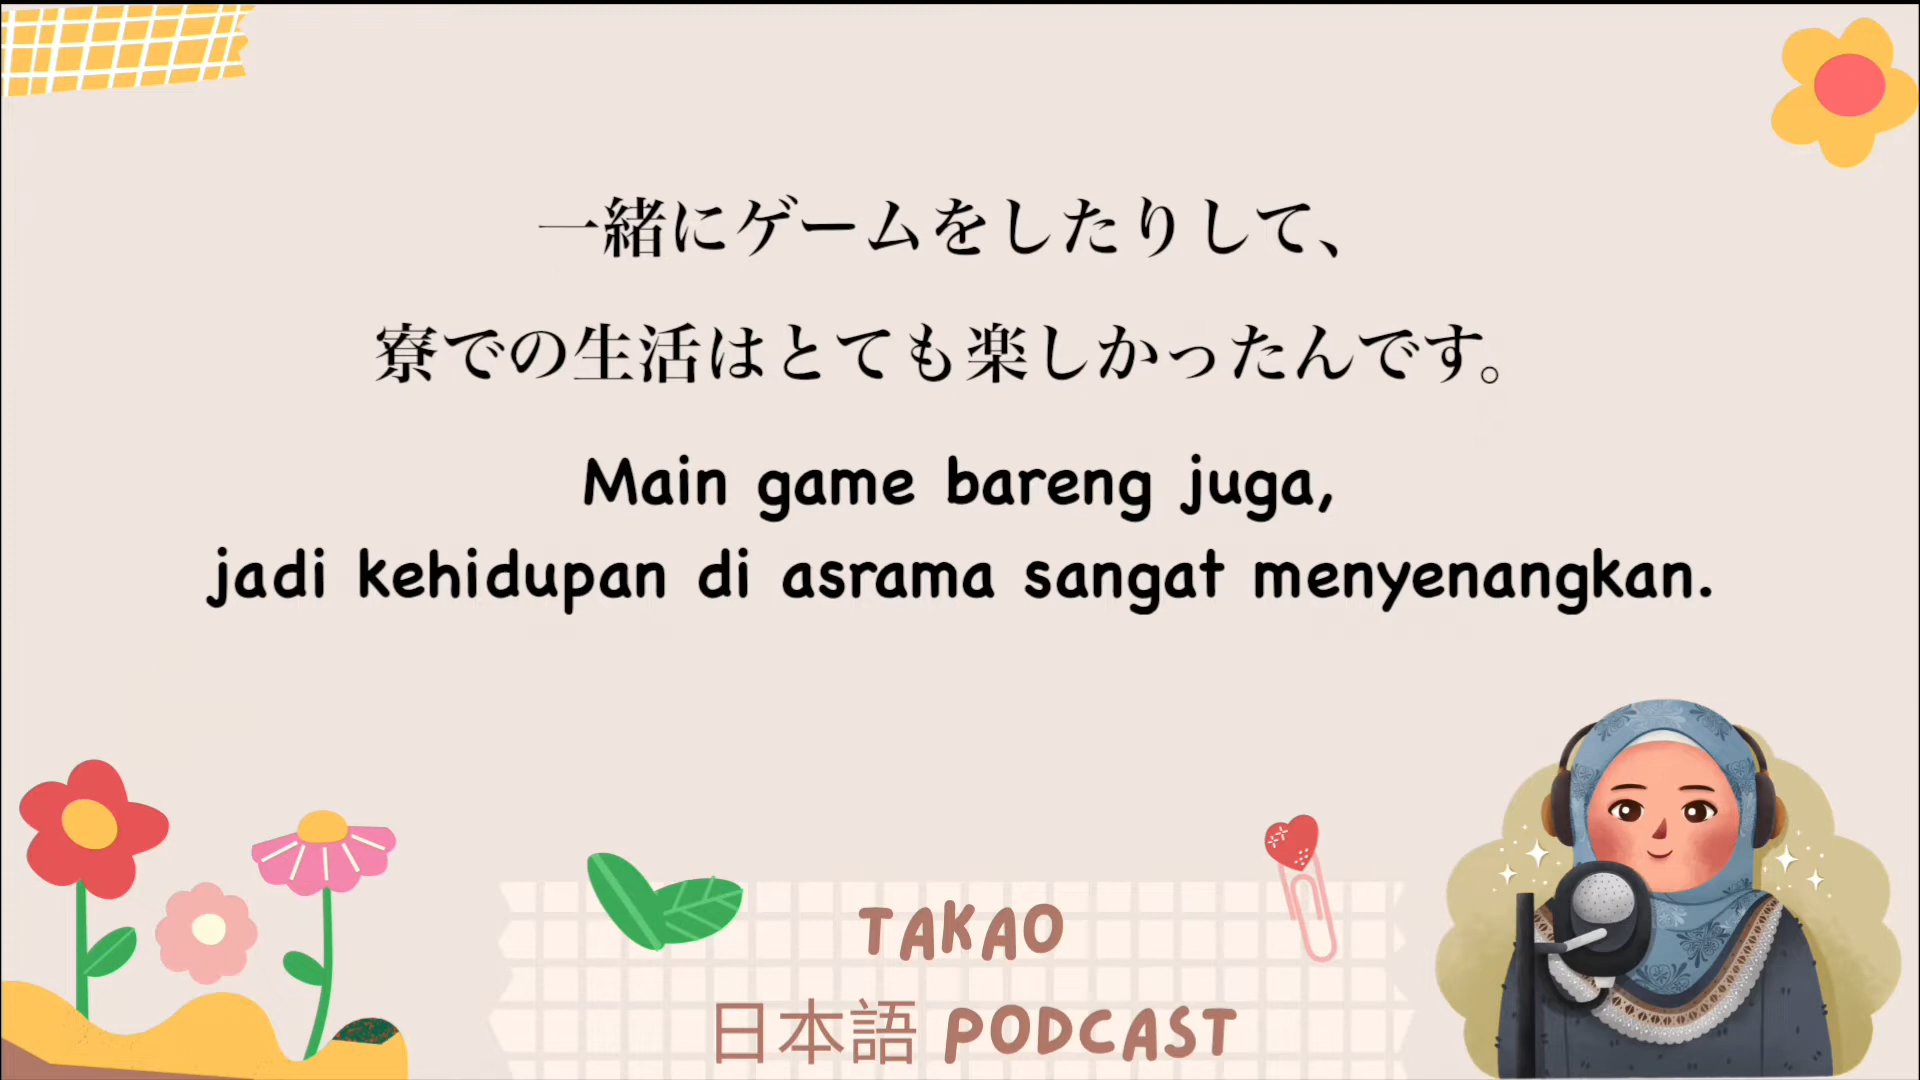 一緒にゲームをしたりして、
寮での生活はとても楽しかったんです。
Main game bareng juga,
jadi kehidupan di asrama sangat menyenangkan.
TAKAO
日本語 PODCAST